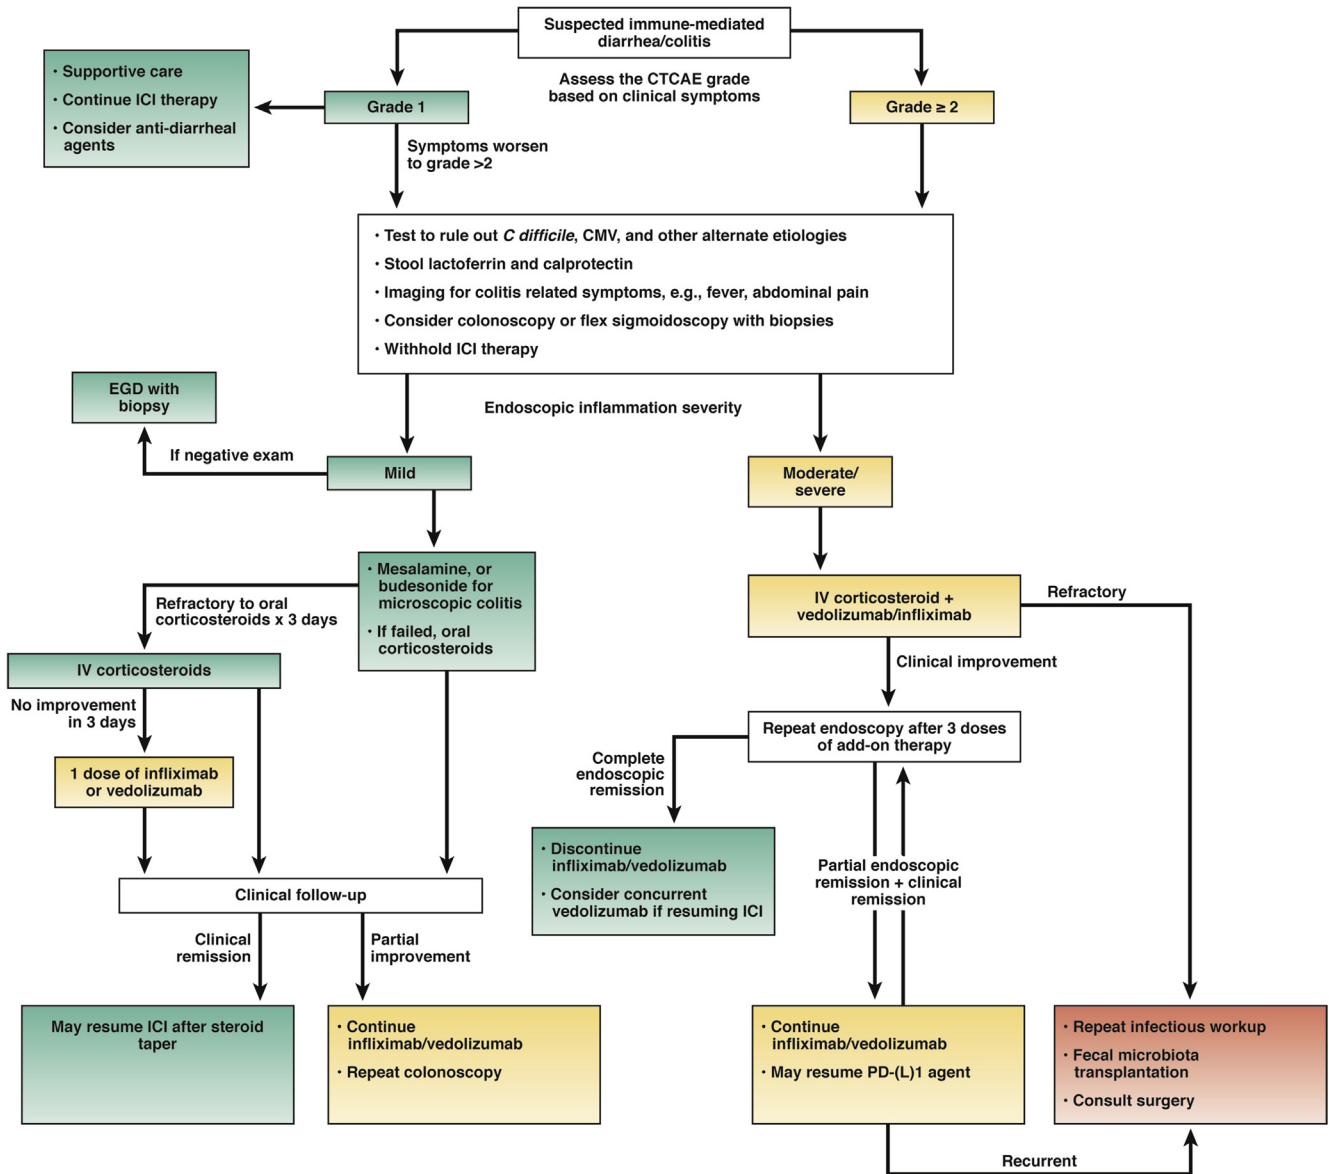 Suspected immune-mediated
diarrhea/colitis
Assess the CTCAE grade
based on clinical symptoms
· Supportive care
· Continue ICI therapy
· Consider anti-diarrheal
agents
Grade 1
Grade ≥ 2
Symptoms worsen
to grade >2
· Test to rule out C difficile, CMV, and other alternate etiologies
· Stool lactoferrin and calprotectin
· Imaging for colitis related symptoms, e.g., fever, abdominal pain
· Consider colonoscopy or flex sigmoidoscopy with biopsies
· Withhold ICI therapy
EGD with
biopsy
Endoscopic inflammation severity
If negative exam
Mild
Moderate/
severe
· Mesalamine, or
budesonide for
microscopic colitis
· If failed, oral
corticosteroids
Refractory to oral
corticosteroids x 3 days
IV corticosteroid +
vedolizumab/infliximab
Refractory
IV corticosteroids
Clinical improvement
No improvement
in 3 days
Repeat endoscopy after 3 doses
of add-on therapy
1 dose of infliximab
or vedolizumab
Complete
endoscopic
remission
· Discontinue
infliximab/vedolizumab
· Consider concurrent
vedolizumab if resuming ICI
Partial endoscopic
remission + clinical
remission
Clinical follow-up
Clinical
remission
Partial
improvement
May resume ICI after steroid
taper
· Continue
infliximab/vedolizumab
· Repeat colonoscopy
· Continue
infliximab/vedolizumab
· May resume PD-(L)1 agent
· Repeat infectious workup
· Fecal microbiota
transplantation
· Consult surgery
Recurrent